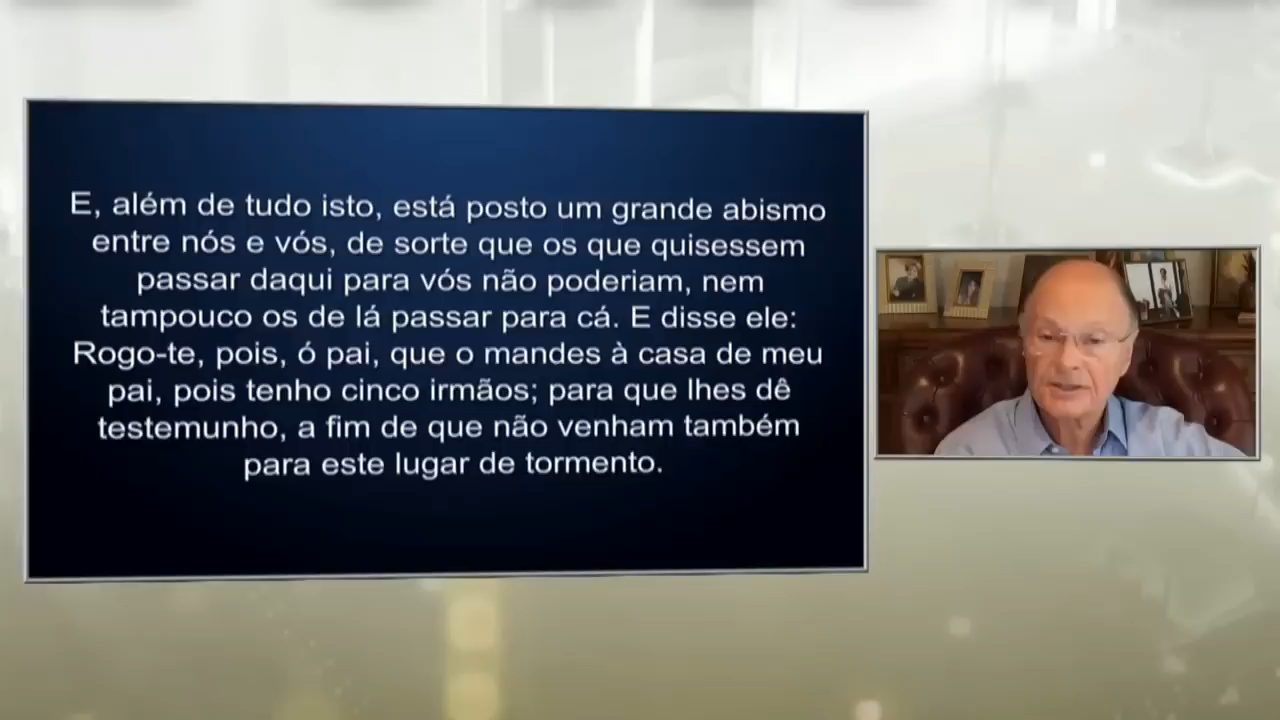 E, além de tudo isto, está posto um grande abismo
entre nós e vós, de sorte que os que quisessem
passar daqui para vós não poderiam, nem
tampouco os de lá passar para cá. E disse ele:
Rogo-te, pois, ó pai, que o mandes à casa de meu
pai, pois tenho cinco irmãos; para que lhes dê
testemunho, a fim de que não venham também
para este lugar de tormento.